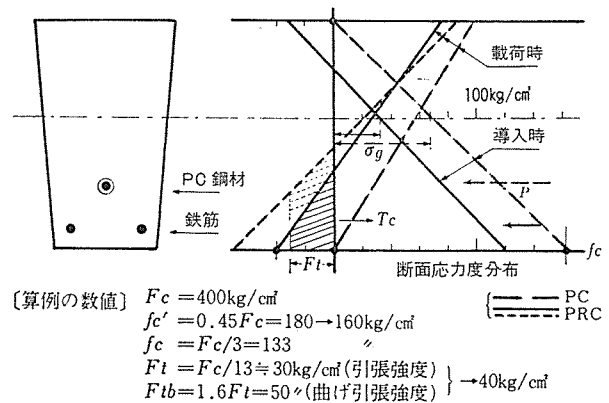 載荷時
100kg/cm²
σg
導入時
PC 鋼材
P
鉄筋
Tc
Ft
断面応力度分布
fc
〔算例の数値〕
Fc=400kg/cm²
fc′=0.45Fc=180→160kg/cm²
fc=Fc/3=133 〃
Ft=Fc/13≒30kg/cm²(引張強度)
Ftb=1.6Ft=50〃(曲げ引張強度)
→40kg/cm²
PC
PRC